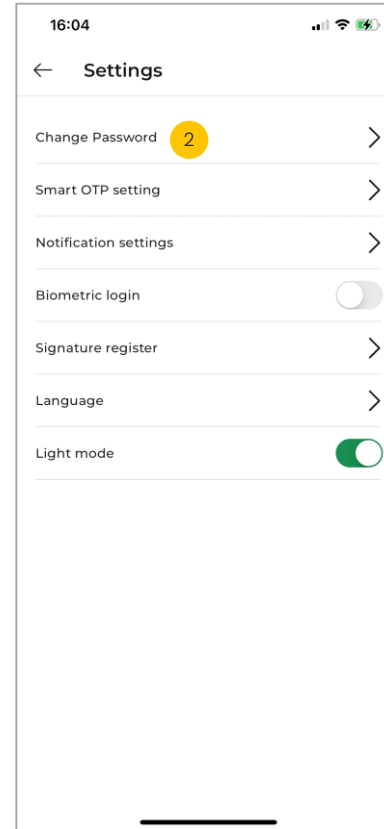 16:04
Settings
Change Password 2
Smart OTP setting
Notification settings
Biometric login
Signature register
Language
Light mode